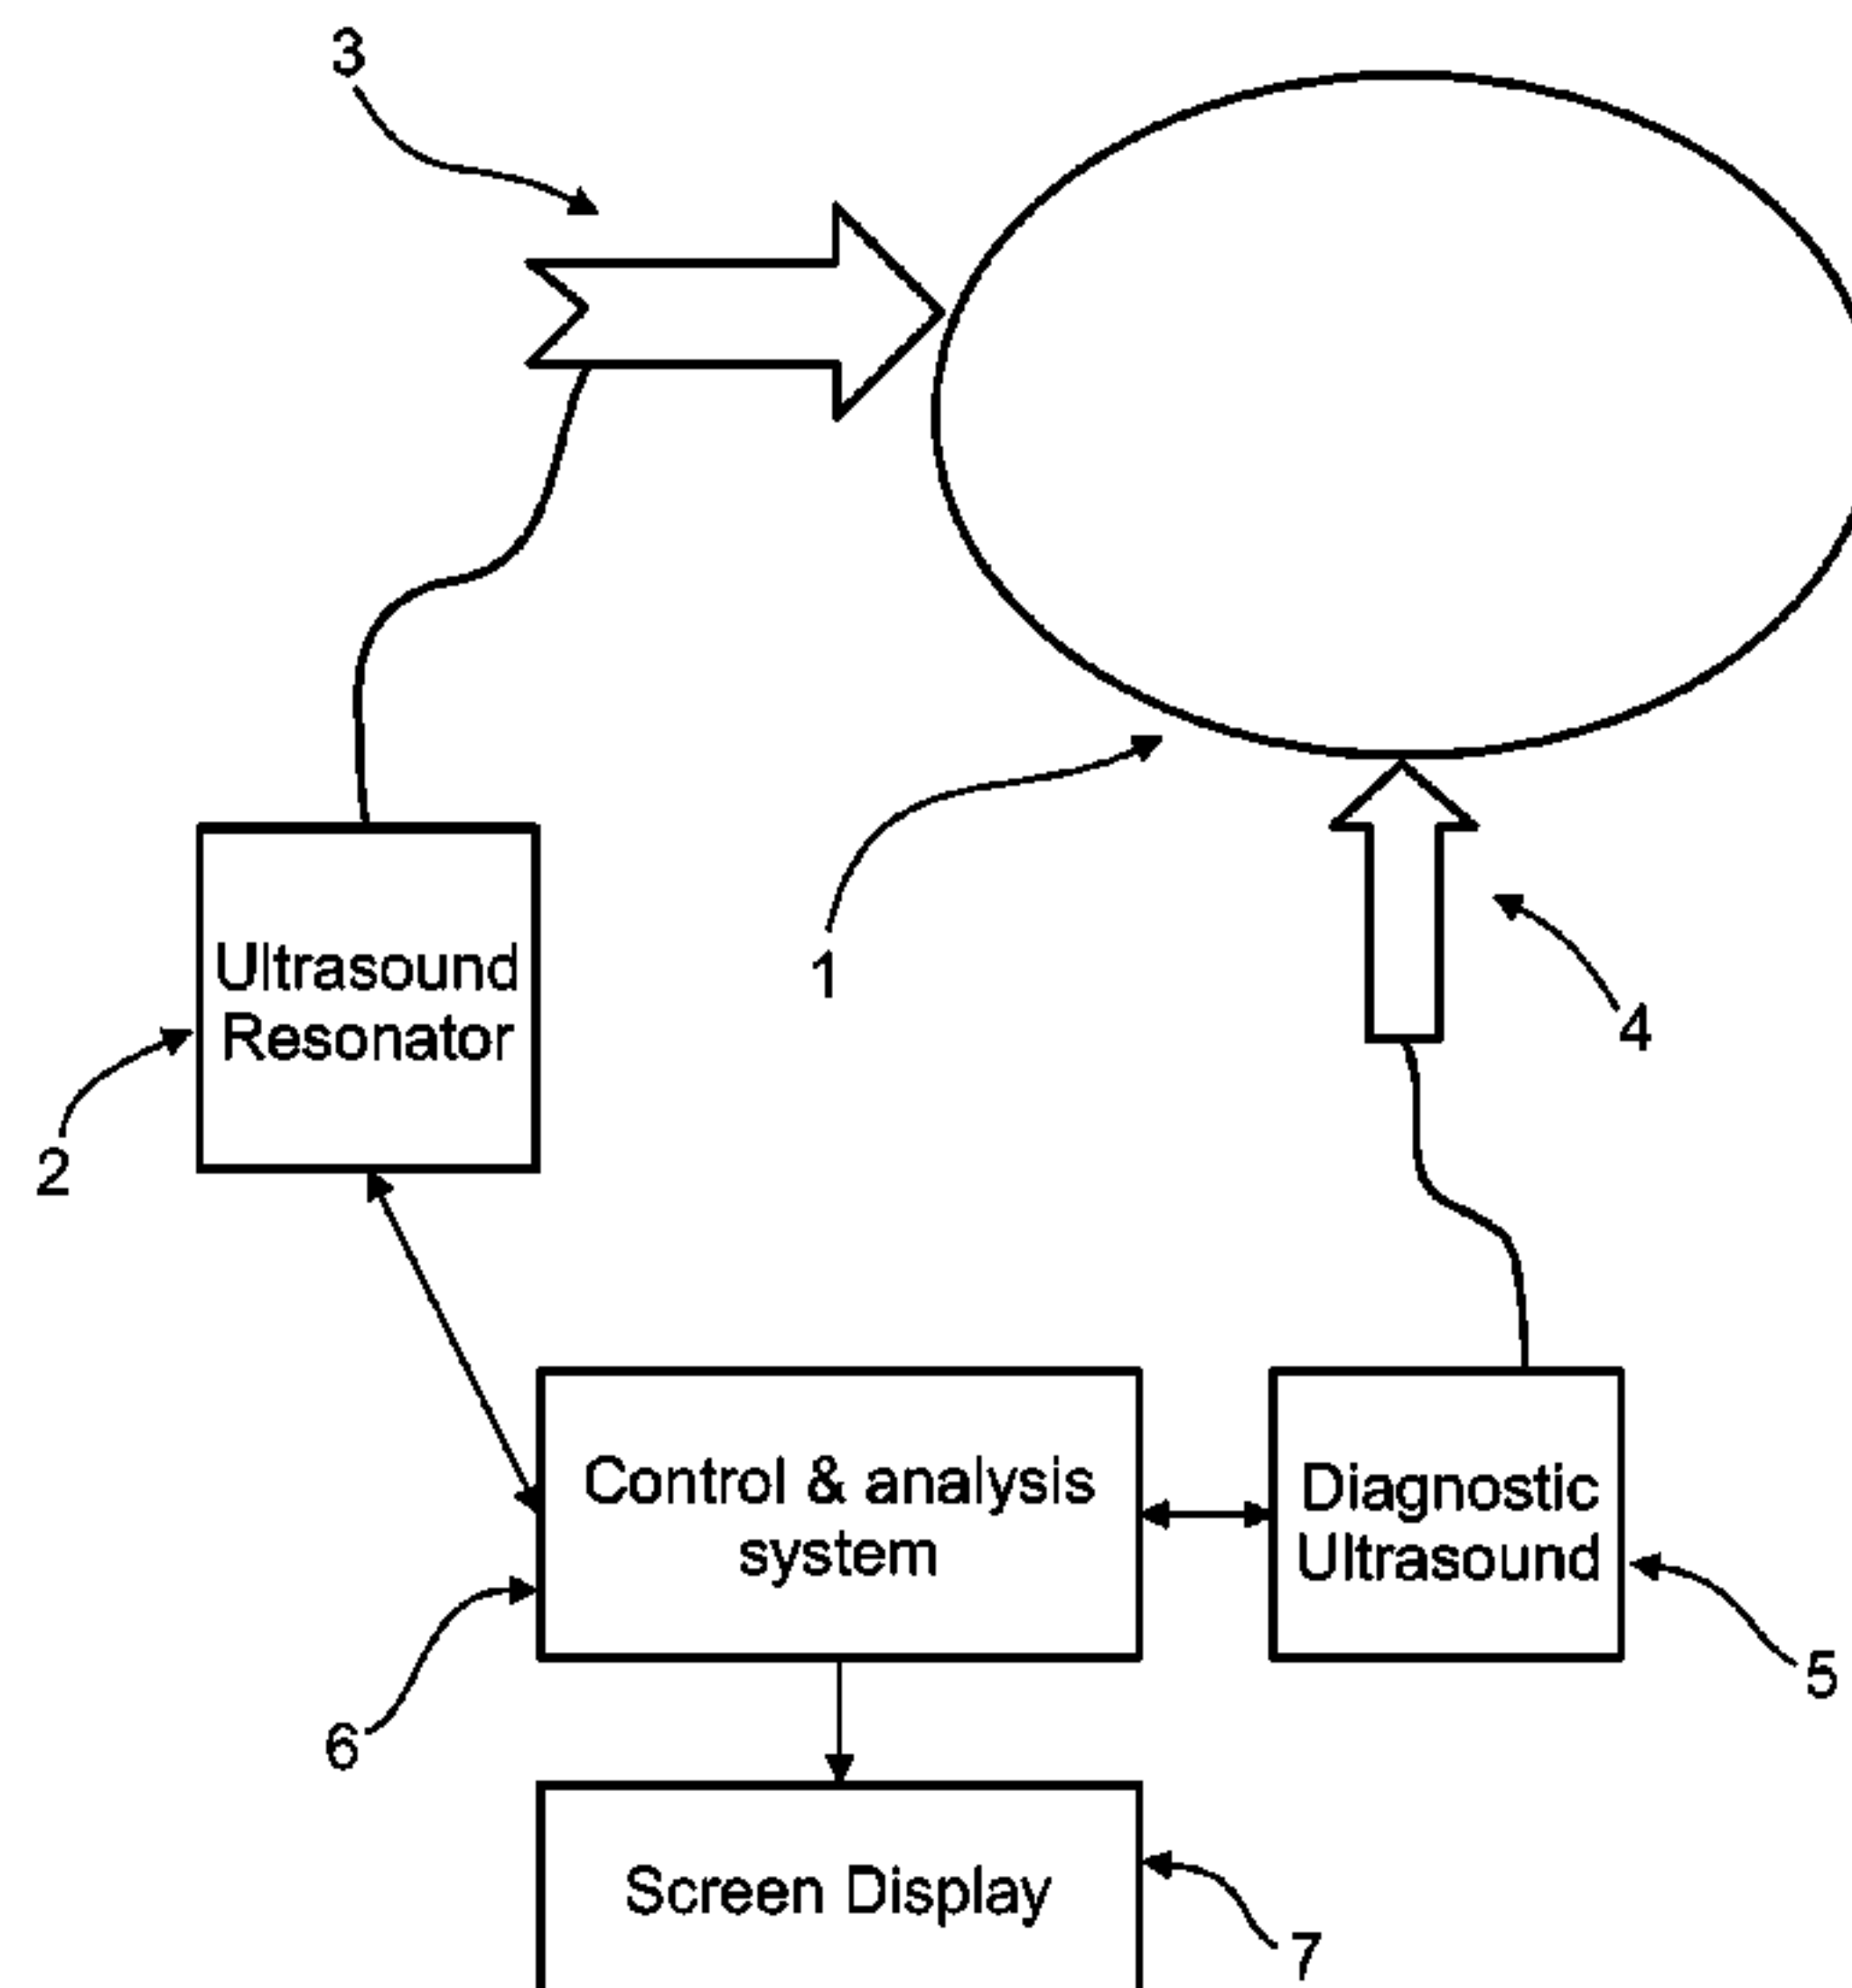 3
Ultrasound
Resonator
1
4
2
Control & analysis
system
Diagnostic
Ultrasound
5
6
Screen Display
7